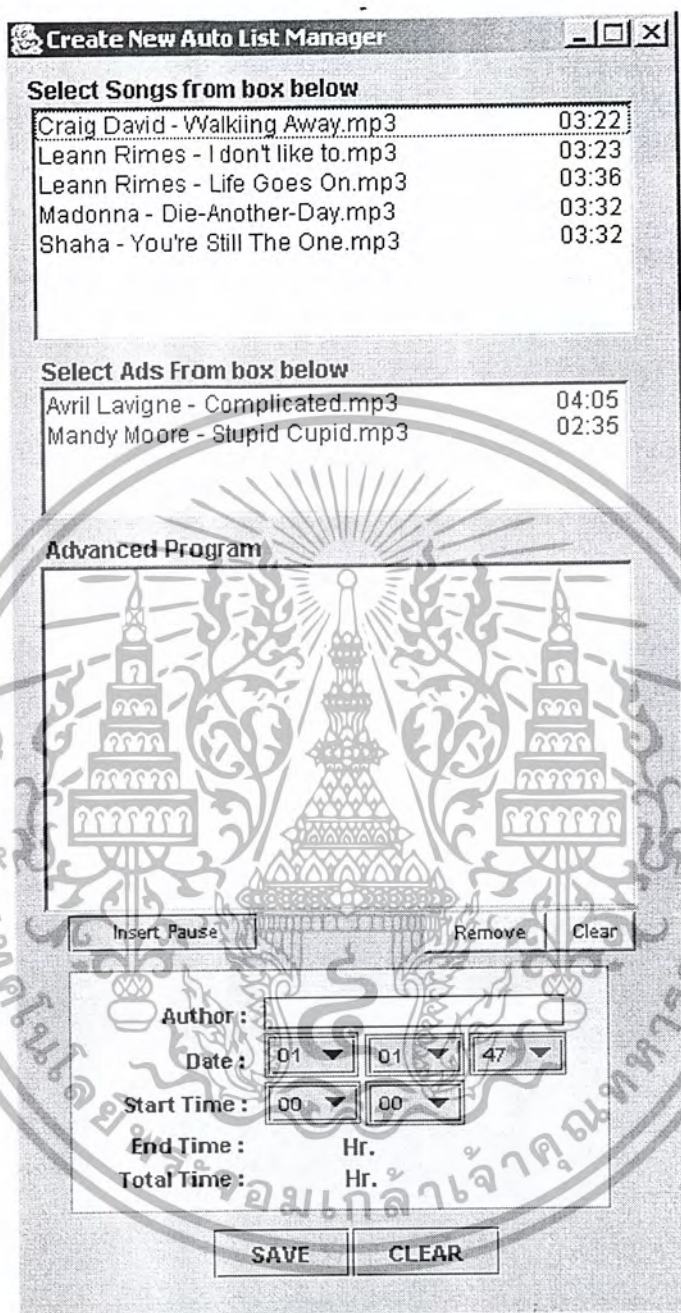 Create New Auto List Manager
Select Songs from box below
Craig David - Walkiing Away.mp3 03:22
Leann Rimes - I don't like to.mp3 03:23
Leann Rimes - Life Goes On.mp3 03:36
Madonna - Die-Another-Day.mp3 03:32
Shaha - You're Still The One.mp3 03:32
Select Ads From box below
Avril Lavigne - Complicated.mp3 04:05
Mandy Moore - Stupid Cupid.mp3 02:35
Advanced Program
Insert Pause Remove Clear
Author :
Date : 01 01 47
Start Time : 00 00
End Time : Hr.
Total Time : Hr.
SAVE CLEAR